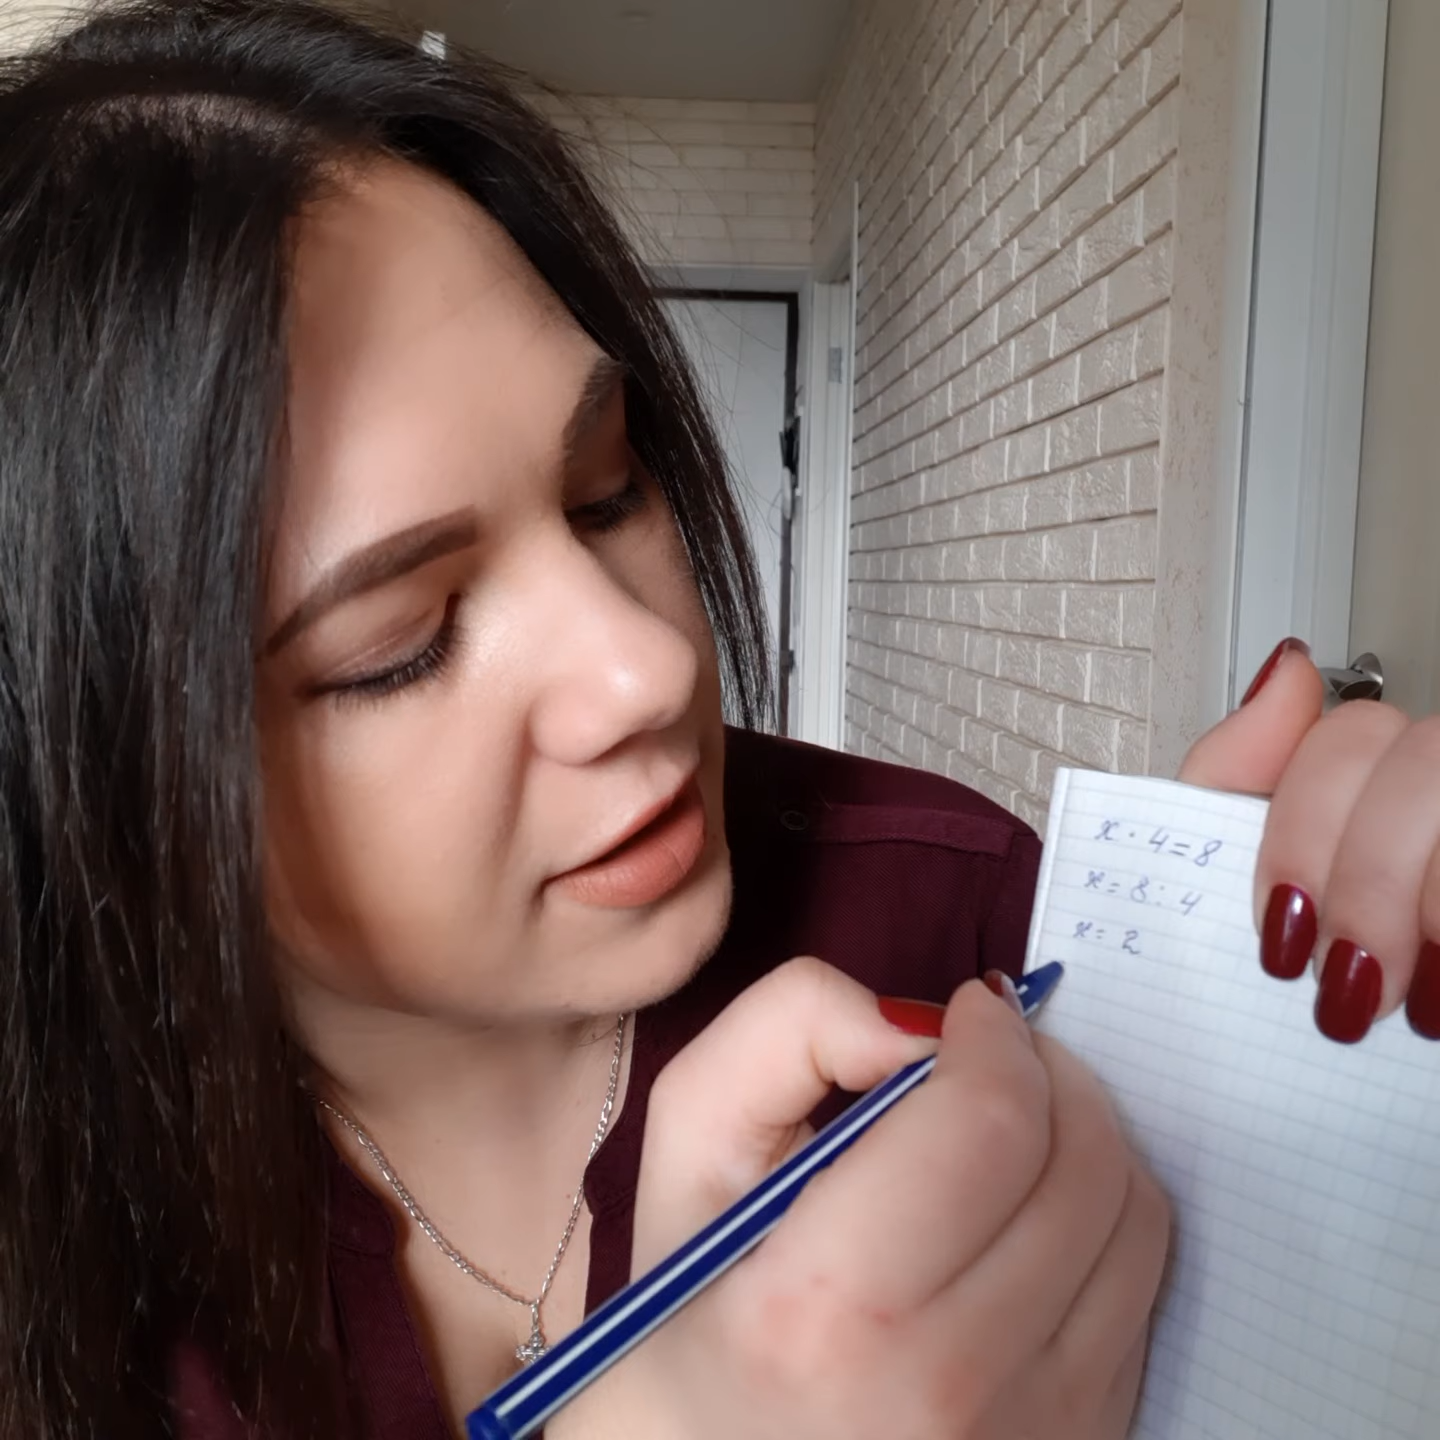 x · 4 = 8
x = 8 : 4
x = 2